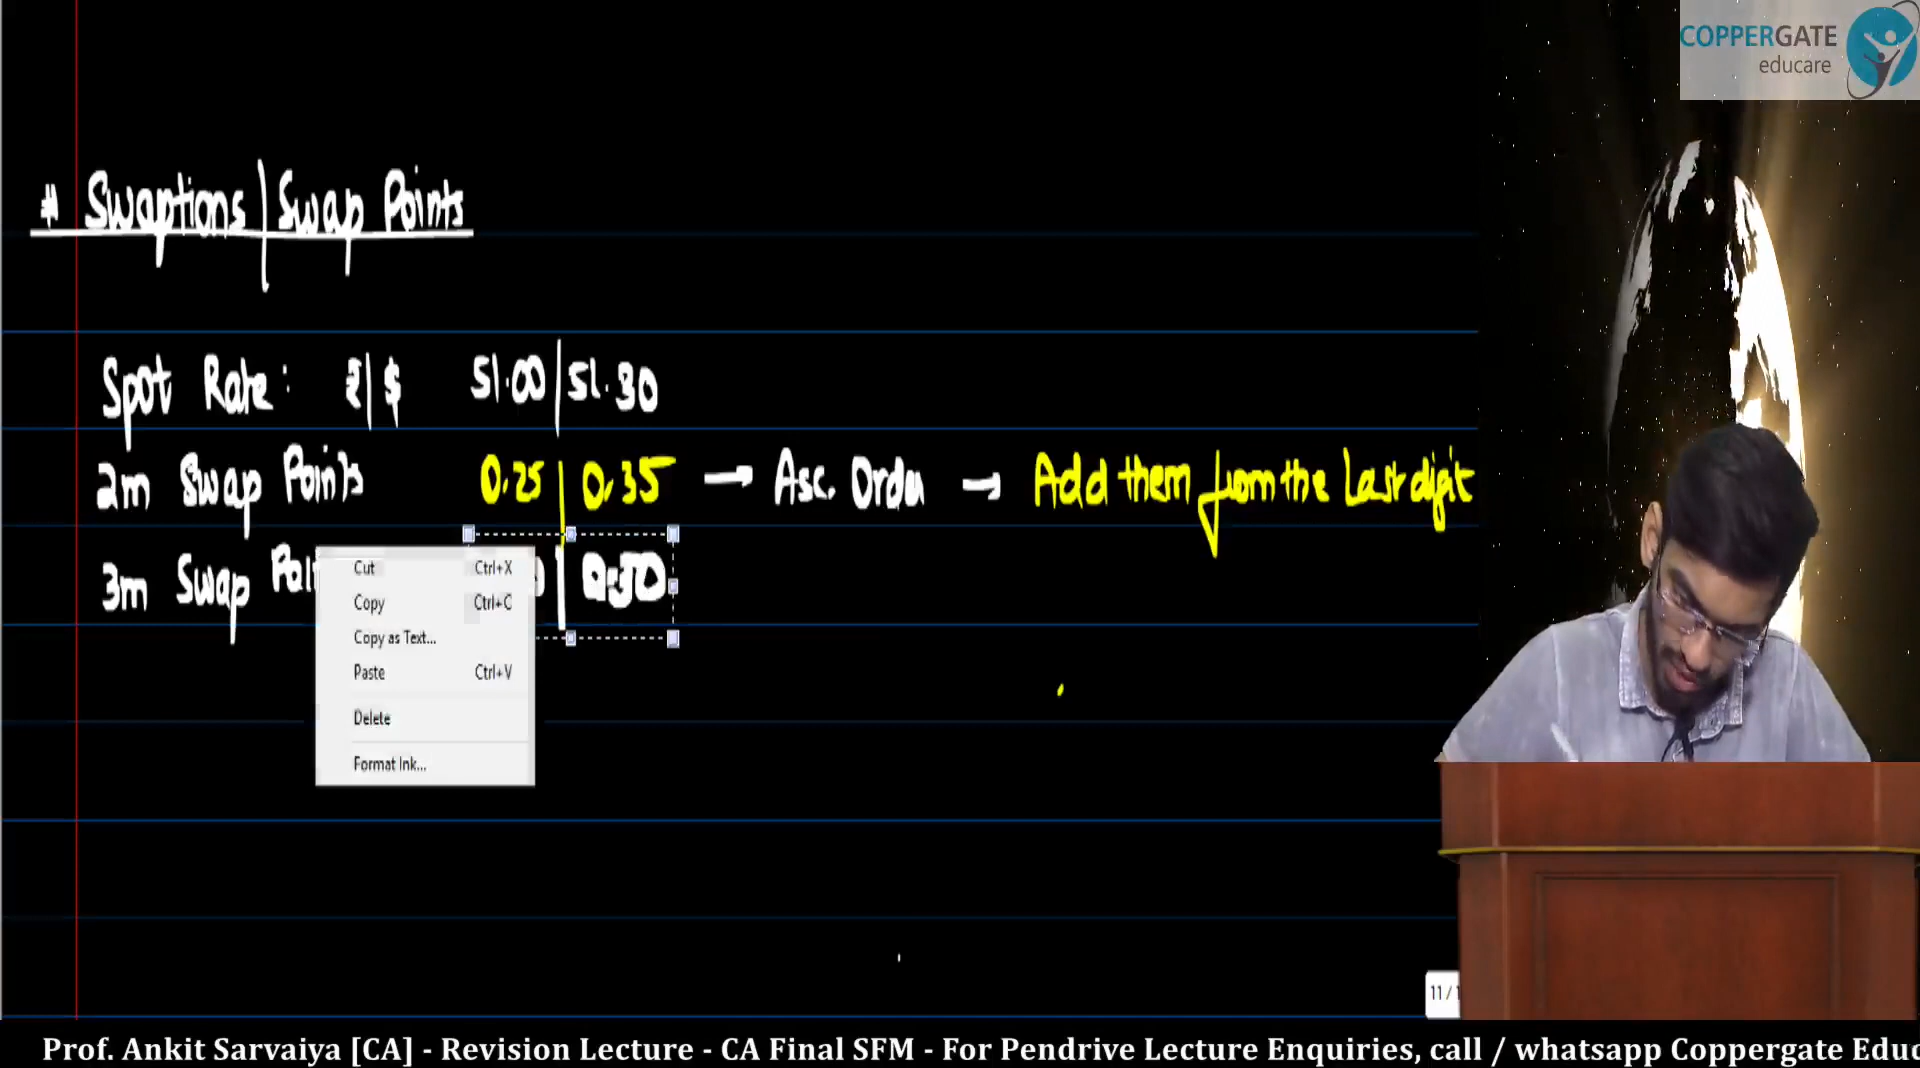 COPPERGATE
educare
# Swaptions | Swap Points
Spot Rate: ₹|$ 51.00 | 51.30
2m Swap Points 0.25 | 0.35 → Asc. Order → Add them from the last digit
3m Swap 0.30
Cut Ctrl+X
Copy Ctrl+C
Copy as Text...
Paste Ctrl+V
Delete
Format Ink...
11 / 1
Prof. Ankit Sarvaiya [CA] - Revision Lecture - CA Final SFM - For Pendrive Lecture Enquiries, call / whatsapp Coppergate Educ